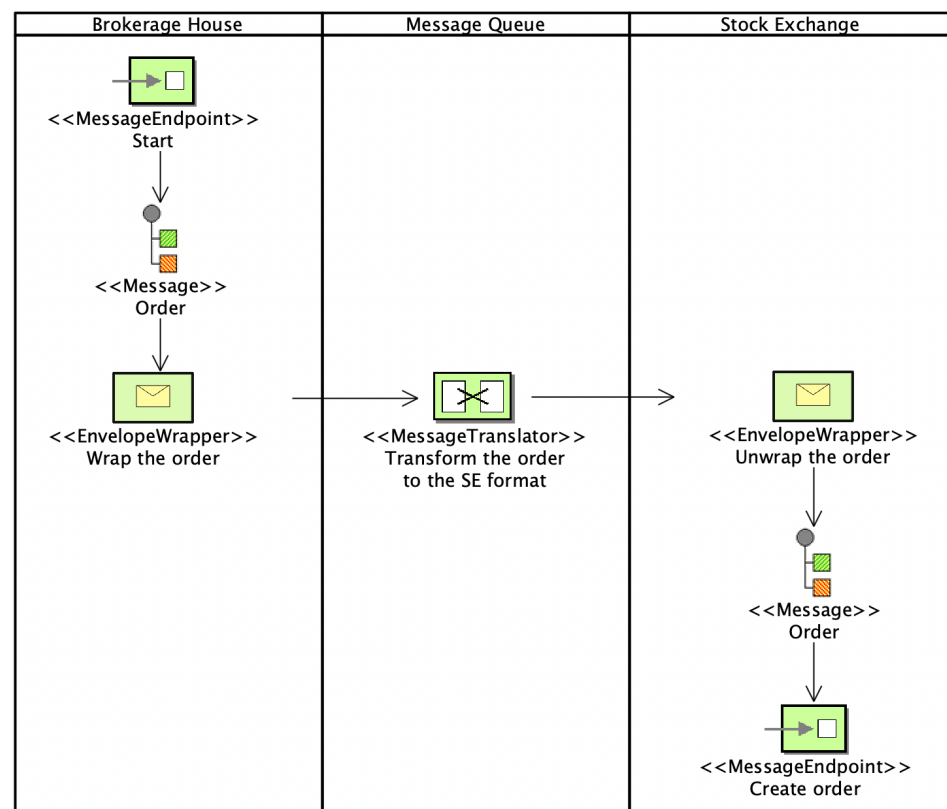 Brokerage House
Message Queue
Stock Exchange
<<MessageEndpoint>>
Start
<<Message>>
Order
<<EnvelopeWrapper>>
Wrap the order
<<MessageTranslator>>
Transform the order
to the SE format
<<EnvelopeWrapper>>
Unwrap the order
<<Message>>
Order
<<MessageEndpoint>>
Create order